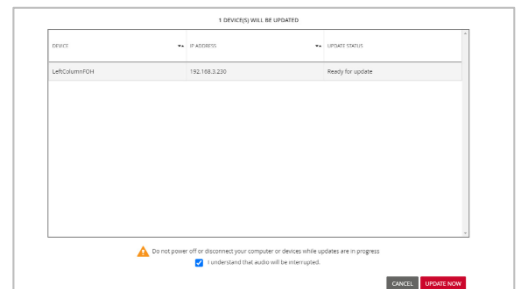 1 DEVICE(S) WILL BE UPDATED
DEVICE IP ADDRESS UPDATE STATUS
LeftColumnFOH 192.168.3.230 Ready for update
Do not power off or disconnect your computer or devices while updates are in progress
I understand that audio will be interrupted.
CANCEL UPDATE NOW